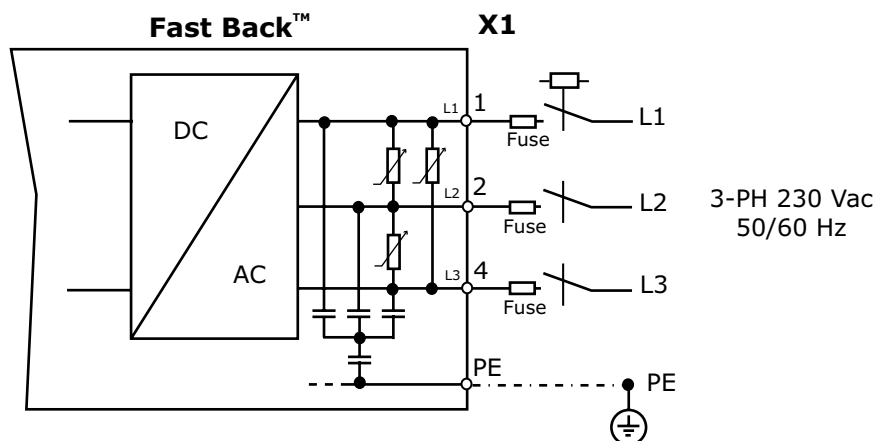 Fast Back™ X1
DC
AC
L1 1
Fuse
L1
L2 2
Fuse
L2
L3 4
Fuse
L3
3-PH 230 Vac
50/60 Hz
PE
PE